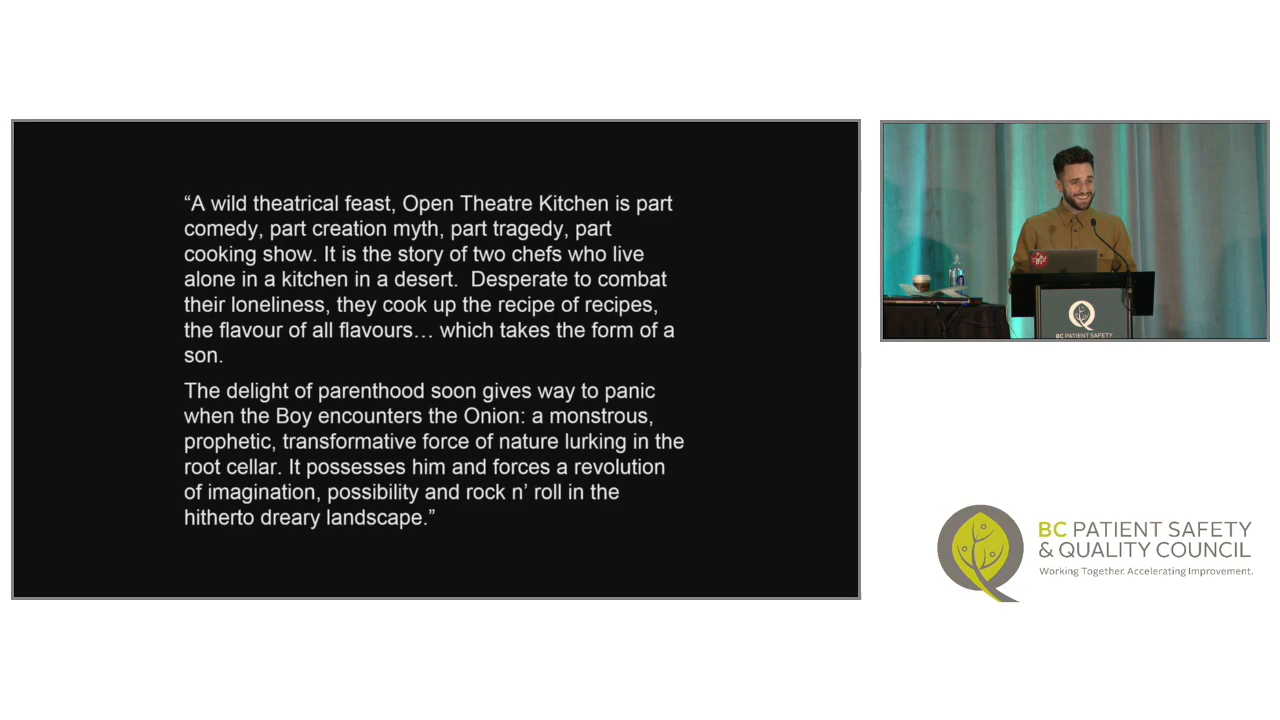 “A wild theatrical feast, Open Theatre Kitchen is part
comedy, part creation myth, part tragedy, part
cooking show. It is the story of two chefs who live
alone in a kitchen in a desert.  Desperate to combat
their loneliness, they cook up the recipe of recipes,
the flavour of all flavours… which takes the form of a
son.
The delight of parenthood soon gives way to panic
when the Boy encounters the Onion: a monstrous,
prophetic, transformative force of nature lurking in the
root cellar. It possesses him and forces a revolution
of imagination, possibility and rock n’ roll in the
hitherto dreary landscape.”
BC PATIENT SAFETY
BC PATIENT SAFETY
& QUALITY COUNCIL
Working Together. Accelerating Improvement.